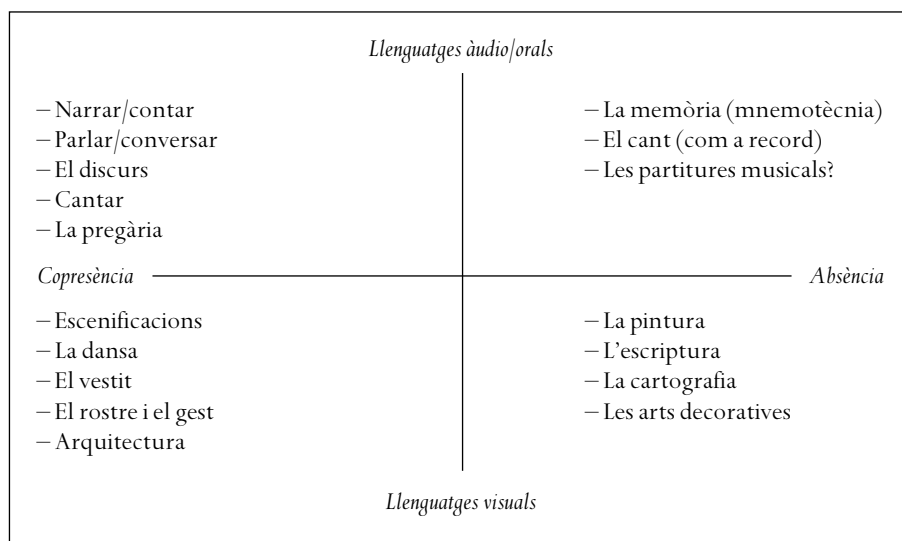 Llenguatges àudio/orals
– Narrar/contar
– Parlar/conversar
– El discurs
– Cantar
– La pregària
– La memòria (mnemotècnia)
– El cant (com a record)
– Les partitures musicals?
Copresència
Absència
– Escenificacions
– La dansa
– El vestit
– El rostre i el gest
– Arquitectura
– La pintura
– L'escriptura
– La cartografia
– Les arts decoratives
Llenguatges visuals